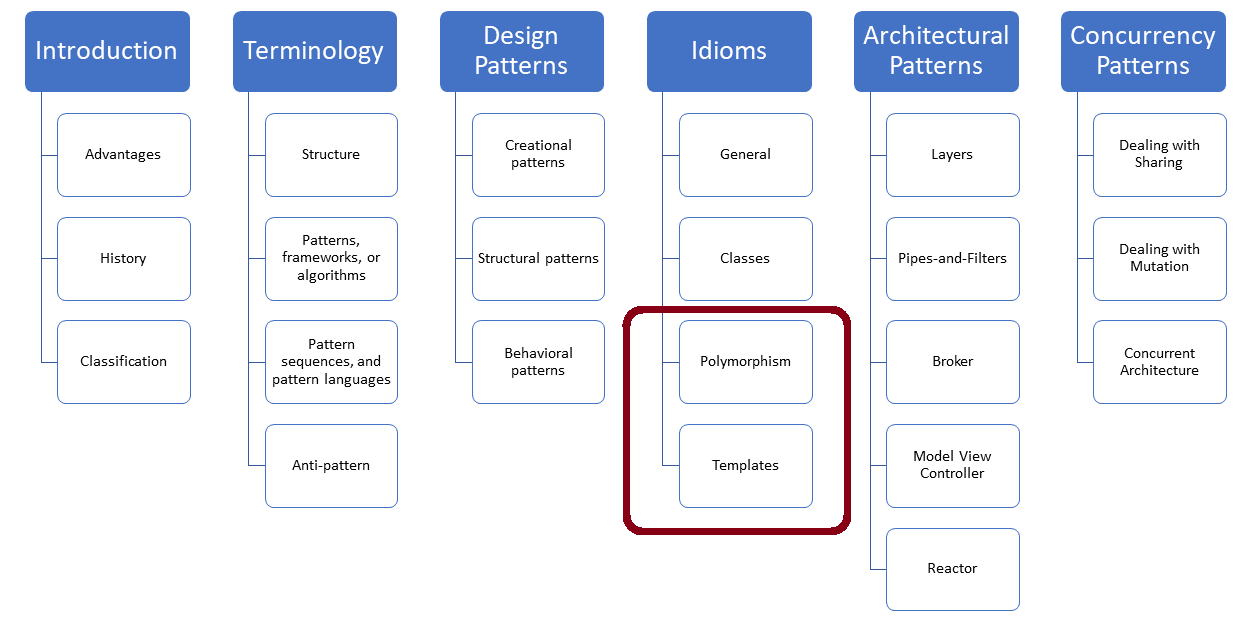 Introduction
Advantages
History
Classification
Terminology
Structure
Patterns,
frameworks, or
algorithms
Pattern
sequences, and
pattern languages
Anti-pattern
Design
Patterns
Creational
patterns
Structural patterns
Behavioral
patterns
Idioms
General
Classes
Polymorphism
Templates
Architectural
Patterns
Layers
Pipes-and-Filters
Broker
Model View
Controller
Reactor
Concurrency
Patterns
Dealing with
Sharing
Dealing with
Mutation
Concurrent
Architecture